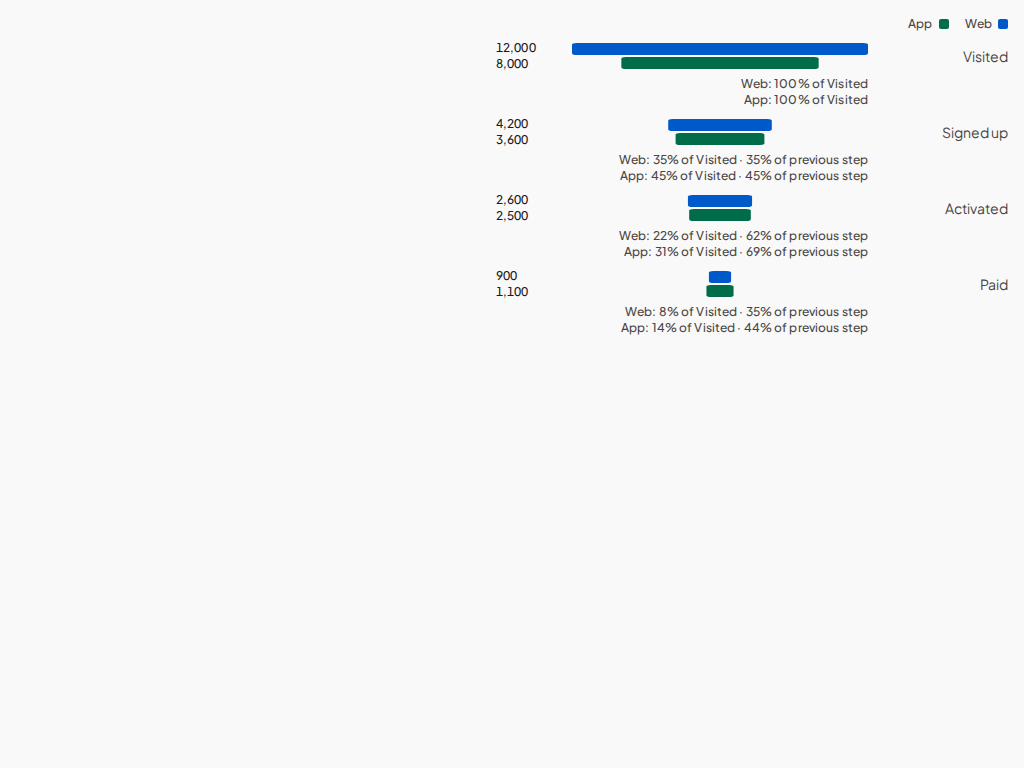 Web App
Visited
12,000
8,000
Web: 100% of Visited
App: 100% of Visited
Signed up
4,200
3,600
Web: 35% of Visited · 35% of previous step
App: 45% of Visited · 45% of previous step
Activated
2,600
2,500
Web: 22% of Visited · 62% of previous step
App: 31% of Visited · 69% of previous step
Paid
900
1,100
Web: 8% of Visited · 35% of previous step
App: 14% of Visited · 44% of previous step